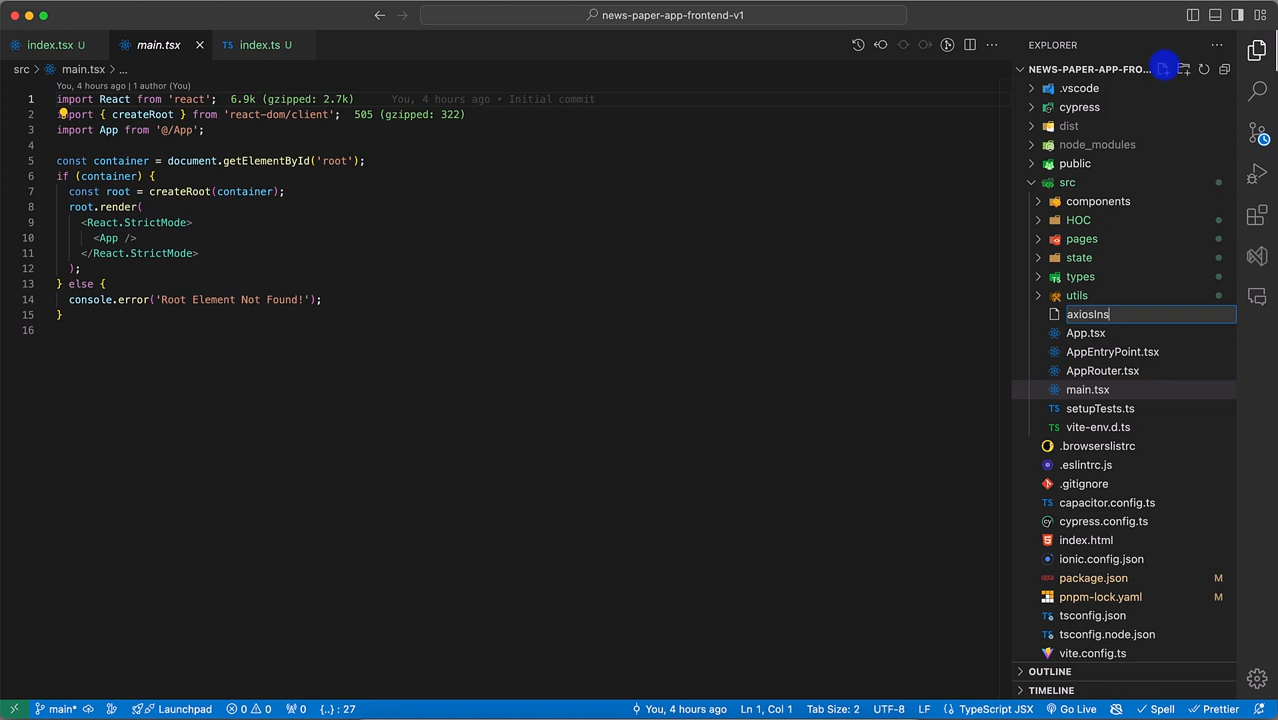 news-paper-app-frontend-v1
index.tsx U
main.tsx
TS index.ts U
src > main.tsx > ...
You, 4 hours ago | 1 author (You)
1 import React from 'react'; 6.9k (gzipped: 2.7k) You, 4 hours ago • Initial commit
2 import { createRoot } from 'react-dom/client'; 505 (gzipped: 322)
3 import App from '@/App';
4
5 const container = document.getElementById('root');
6 if (container) {
7 const root = createRoot(container);
8 root.render(
9 <React.StrictMode>
10 <App />
11 </React.StrictMode>
12 );
13 } else {
14 console.error('Root Element Not Found!');
15 }
16
EXPLORER
NEWS-PAPER-APP-FRO...
.vscode
cypress
dist
node_modules
public
src
components
HOC
pages
state
types
utils
axiosIns
App.tsx
AppEntryPoint.tsx
AppRouter.tsx
main.tsx
TS setupTests.ts
TS vite-env.d.ts
.browserslistrc
.eslintrc.js
.gitignore
TS capacitor.config.ts
cypress.config.ts
index.html
ionic.config.json
package.json M
pnpm-lock.yaml M
tsconfig.json
tsconfig.node.json
vite.config.ts
OUTLINE
TIMELINE
main* Launchpad 0 0 0 {..} : 27 You, 4 hours ago Ln 1, Col 1 Tab Size: 2 UTF-8 LF {} TypeScript JSX Go Live Spell Prettier